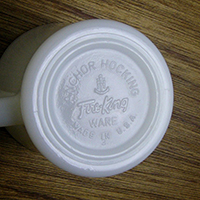 ANCHOR HOCKING
Fire-King
WARE
MADE IN U.S.A.